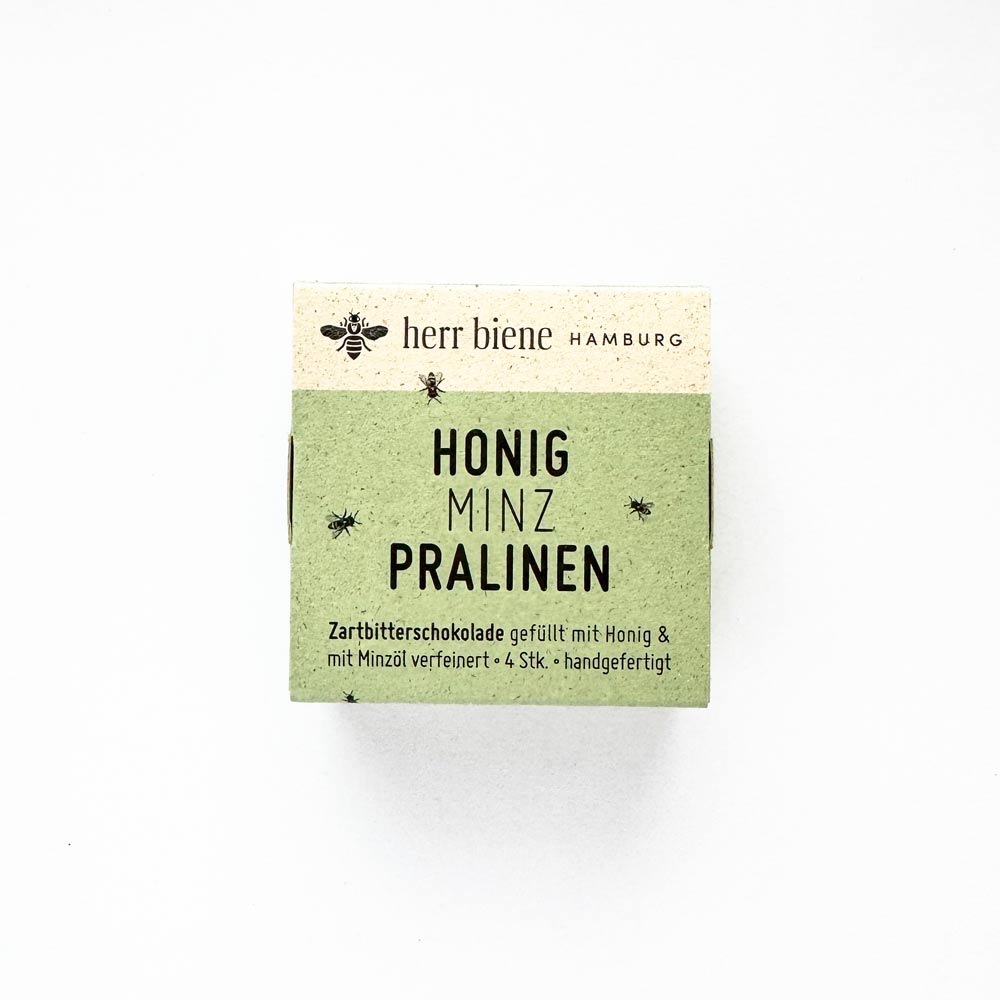 herr biene HAMBURG
HONIG
MINZ
PRALINEN
Zartbitterschokolade gefüllt mit Honig &
mit Minzöl verfeinert • 4 Stk. • handgefertigt